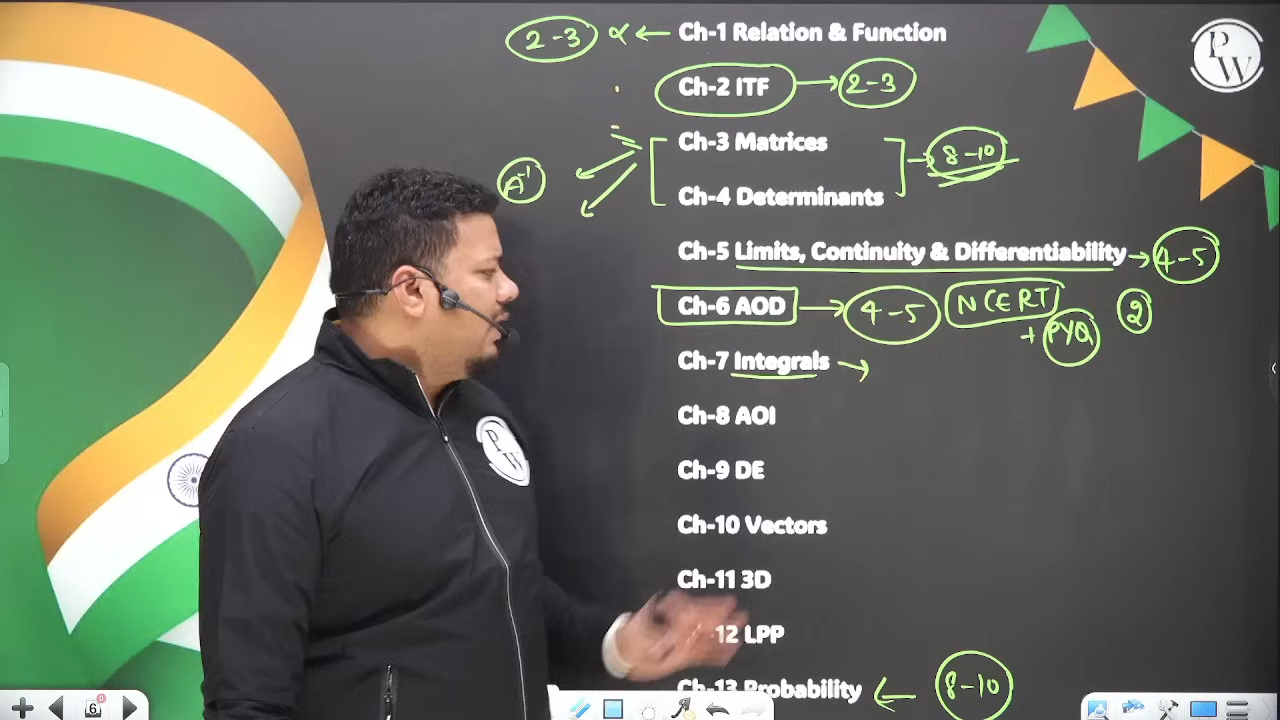 2-3 α ← Ch-1 Relation & Function
Ch-2 ITF → 2-3
Ch-3 Matrices
A⁻¹
8-10
Ch-4 Determinants
Ch-5 Limits, Continuity & Differentiability → 4-5
Ch-6 AOD → 4-5 NCERT + PYQ 2
Ch-7 Integrals →
Ch-8 AOI
Ch-9 DE
Ch-10 Vectors
Ch-11 3D
12 LPP
Ch-13 Probability ← 8-10
PW
PW
6